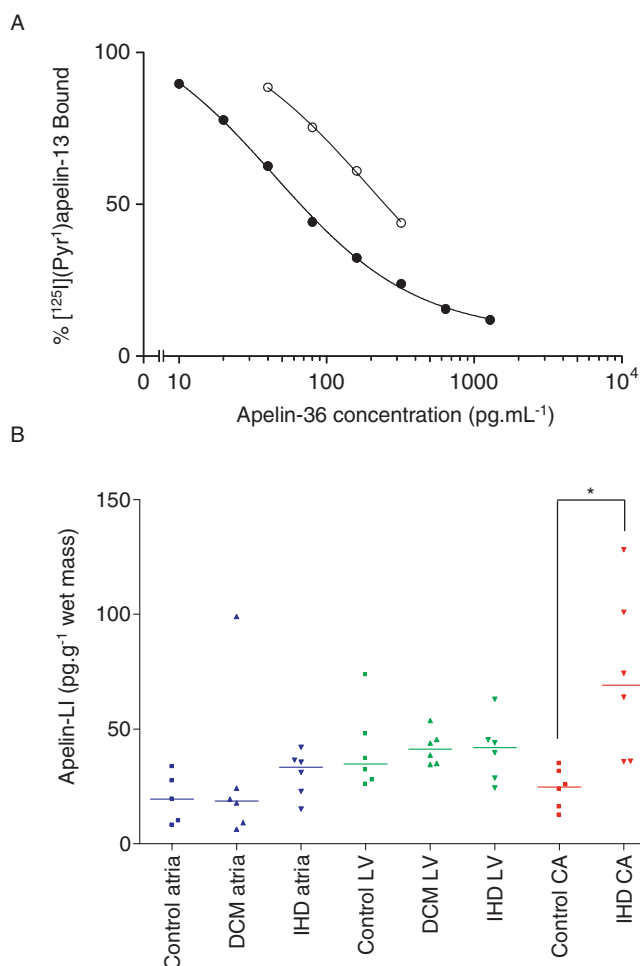 A
100
50
0
% [¹²⁵I](Pyr¹)apelin-13 Bound
0 10 100 1000 10⁴
Apelin-36 concentration (pg.mL⁻¹)
B
150
*
100
50
0
Apelin-LI (pg.g⁻¹ wet mass)
Control atria
DCM atria
IHD atria
Control LV
DCM LV
IHD LV
Control CA
IHD CA